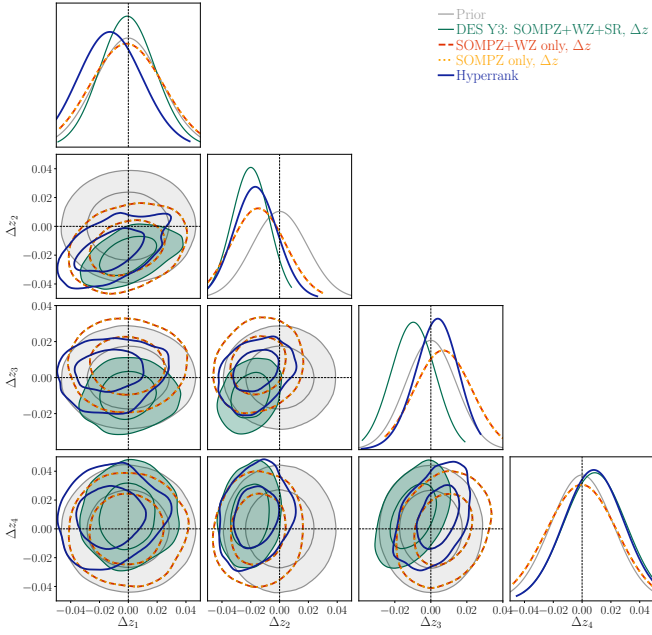 Prior
DES Y3: SOMPZ+WZ+SR, Δz
SOMPZ+WZ only, Δz
SOMPZ only, Δz
Hyperrank
0.04
0.02
0.00
−0.02
−0.04
Δz₂
0.04
0.02
0.00
−0.02
Δz₃
0.04
0.02
0.00
−0.02
−0.04
Δz₄
−0.04 −0.02 0.00 0.02 0.04
−0.04 −0.02 0.00 0.02 0.04
−0.02 0.00 0.02 0.04
−0.04 −0.02 0.00 0.02 0.04
Δz₁
Δz₂
Δz₃
Δz₄